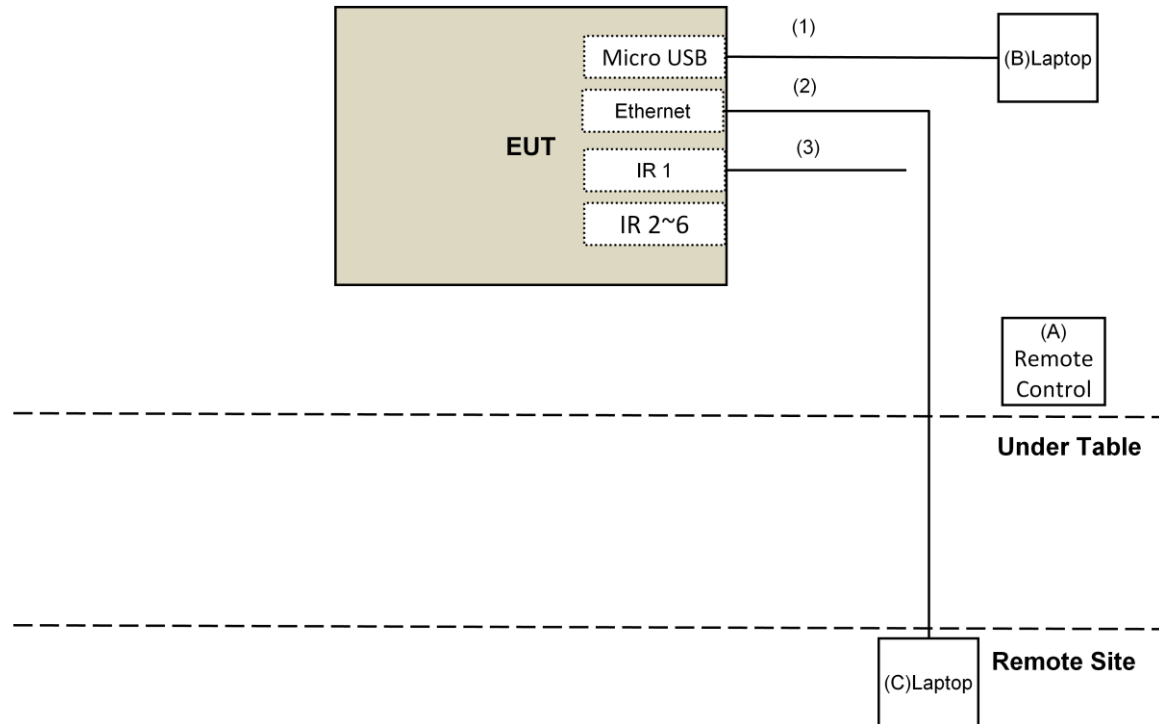 (1)
Micro USB
(B)Laptop
(2)
Ethernet
EUT
(3)
IR 1
IR 2~6
(A)
Remote
Control
Under Table
Remote Site
(C)Laptop